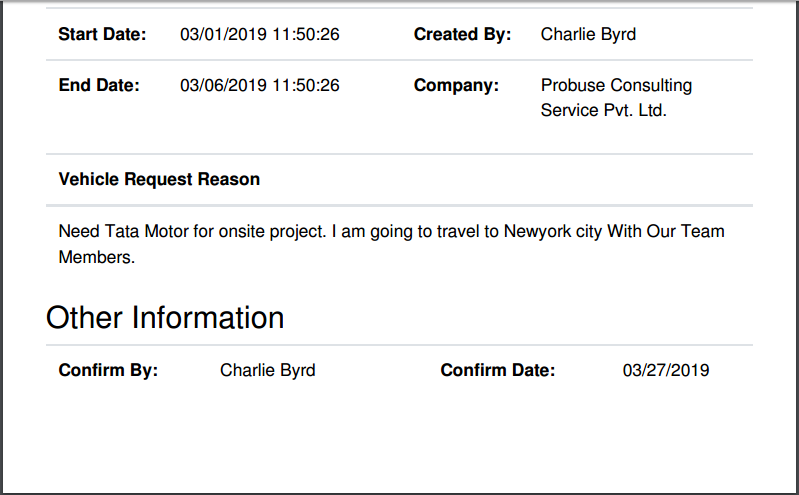 Start Date: 03/01/2019 11:50:26 Created By: Charlie Byrd
End Date: 03/06/2019 11:50:26 Company: Probuse Consulting
Service Pvt. Ltd.
Vehicle Request Reason
Need Tata Motor for onsite project. I am going to travel to Newyork city With Our Team
Members.
Other Information
Confirm By: Charlie Byrd Confirm Date: 03/27/2019